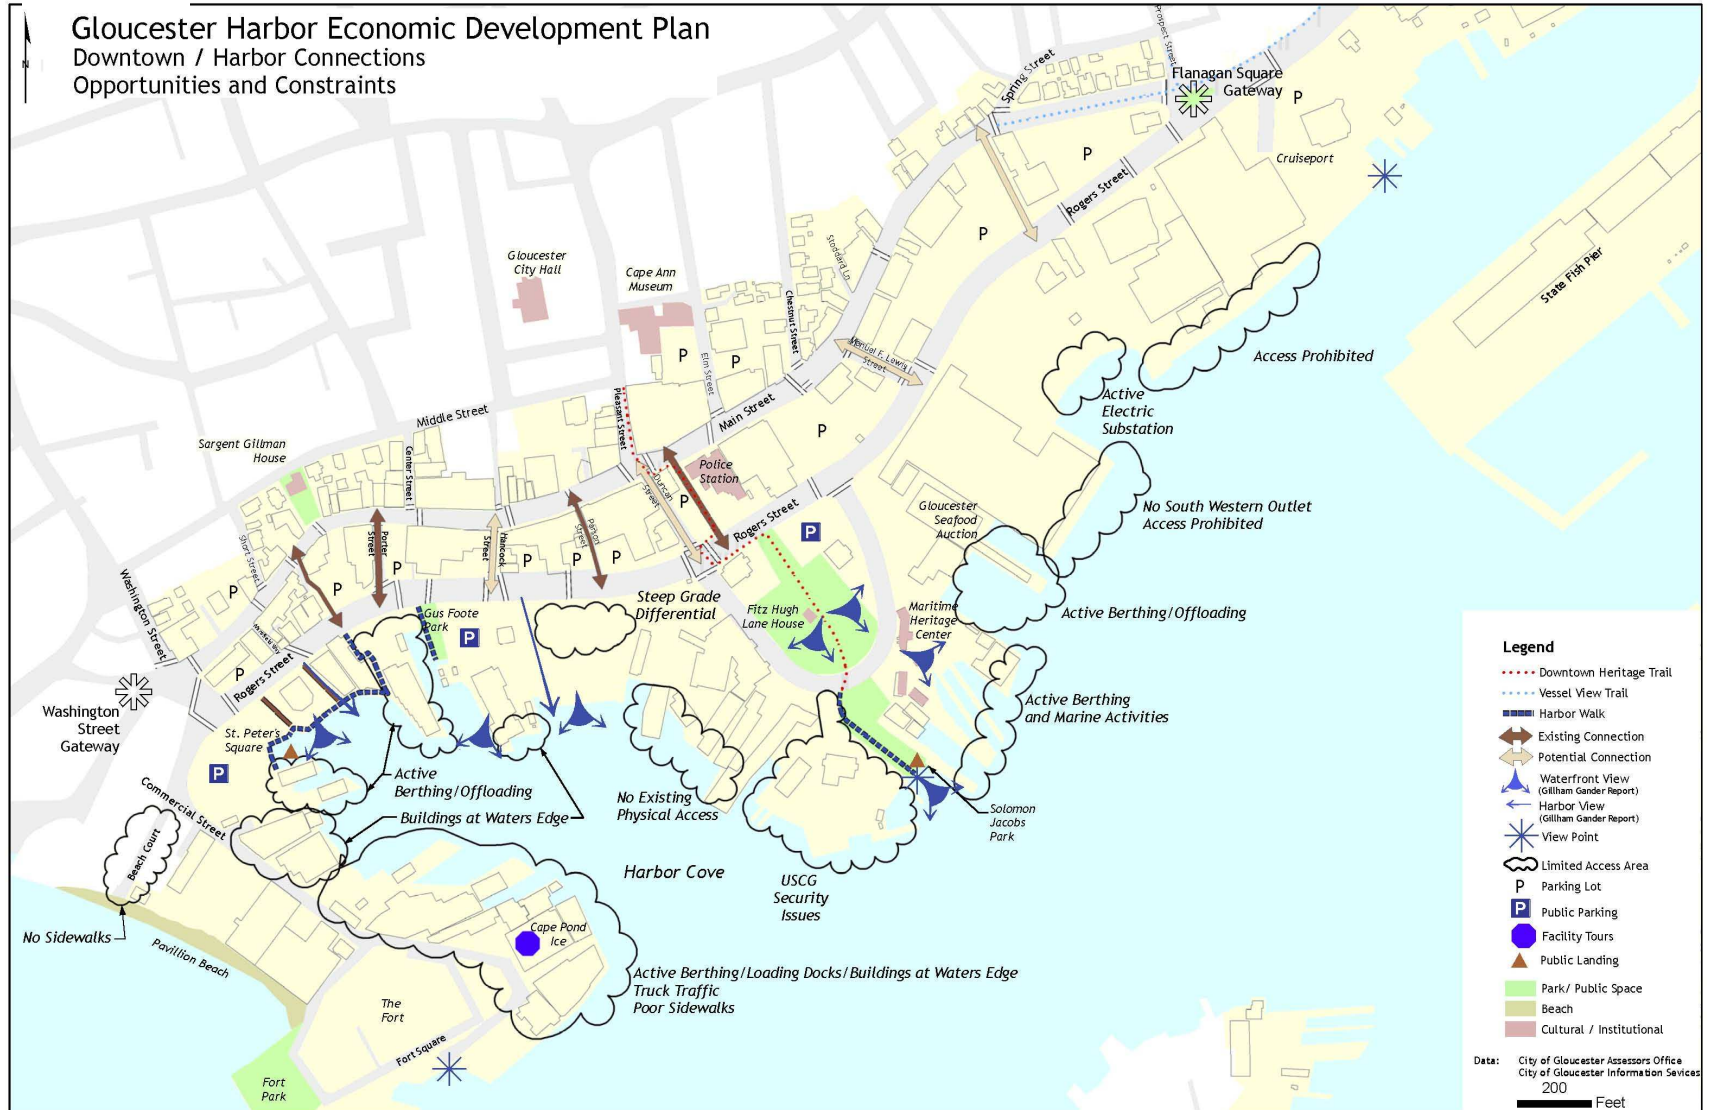 Gloucester Harbor Economic Development Plan
Downtown / Harbor Connections
Opportunities and Constraints
N
Prospect Street
Spring Street
Flanagan Square
Gateway
P
P
Cruiseport
Rogers Street
P
Stoddard Ln
Gloucester
City Hall
Cape Ann
Museum
Chestnut Street
State Fish Pier
Manuel F. Lewis
Street
Access Prohibited
P
P
Elm Street
Pleasant Street
Main Street
Middle Street
Active
Electric
Substation
P
Sargent Gillman
House
Center Street
Police
Station
Duncan
Street
P
Rogers Street
P
Gloucester
Seafood
Auction
No South Western Outlet
Access Prohibited
Short Street
Porter
Street
Hancock
Street
Parson
Street
P
P
P
P
P
P
Washington Street
Steep Grade
Differential
Fitz Hugh
Lane House
Maritime
Heritage
Center
Active Berthing/Offloading
Gus Foote
Park
P
P
Rogers Street
Washington
Street
Gateway
St. Peter's
Square
P
Active Berthing
and Marine Activities
Active
Berthing/Offloading
Commercial Street
Buildings at Waters Edge
No Existing
Physical Access
Solomon
Jacobs
Park
Beach Court
Harbor Cove
USCG
Security
Issues
No Sidewalks
Pavillion Beach
Cape Pond
Ice
Active Berthing/Loading Docks/Buildings at Waters Edge
Truck Traffic
Poor Sidewalks
The
Fort
Fort Square
Fort
Park
Legend
Downtown Heritage Trail
Vessel View Trail
Harbor Walk
Existing Connection
Potential Connection
Waterfront View
(Gillham Gander Report)
Harbor View
(Gillham Gander Report)
View Point
Limited Access Area
P Parking Lot
P Public Parking
Facility Tours
Public Landing
Park/ Public Space
Beach
Cultural / Institutional
Data: City of Gloucester Assessors Office
City of Gloucester Information Sevices
200
Feet